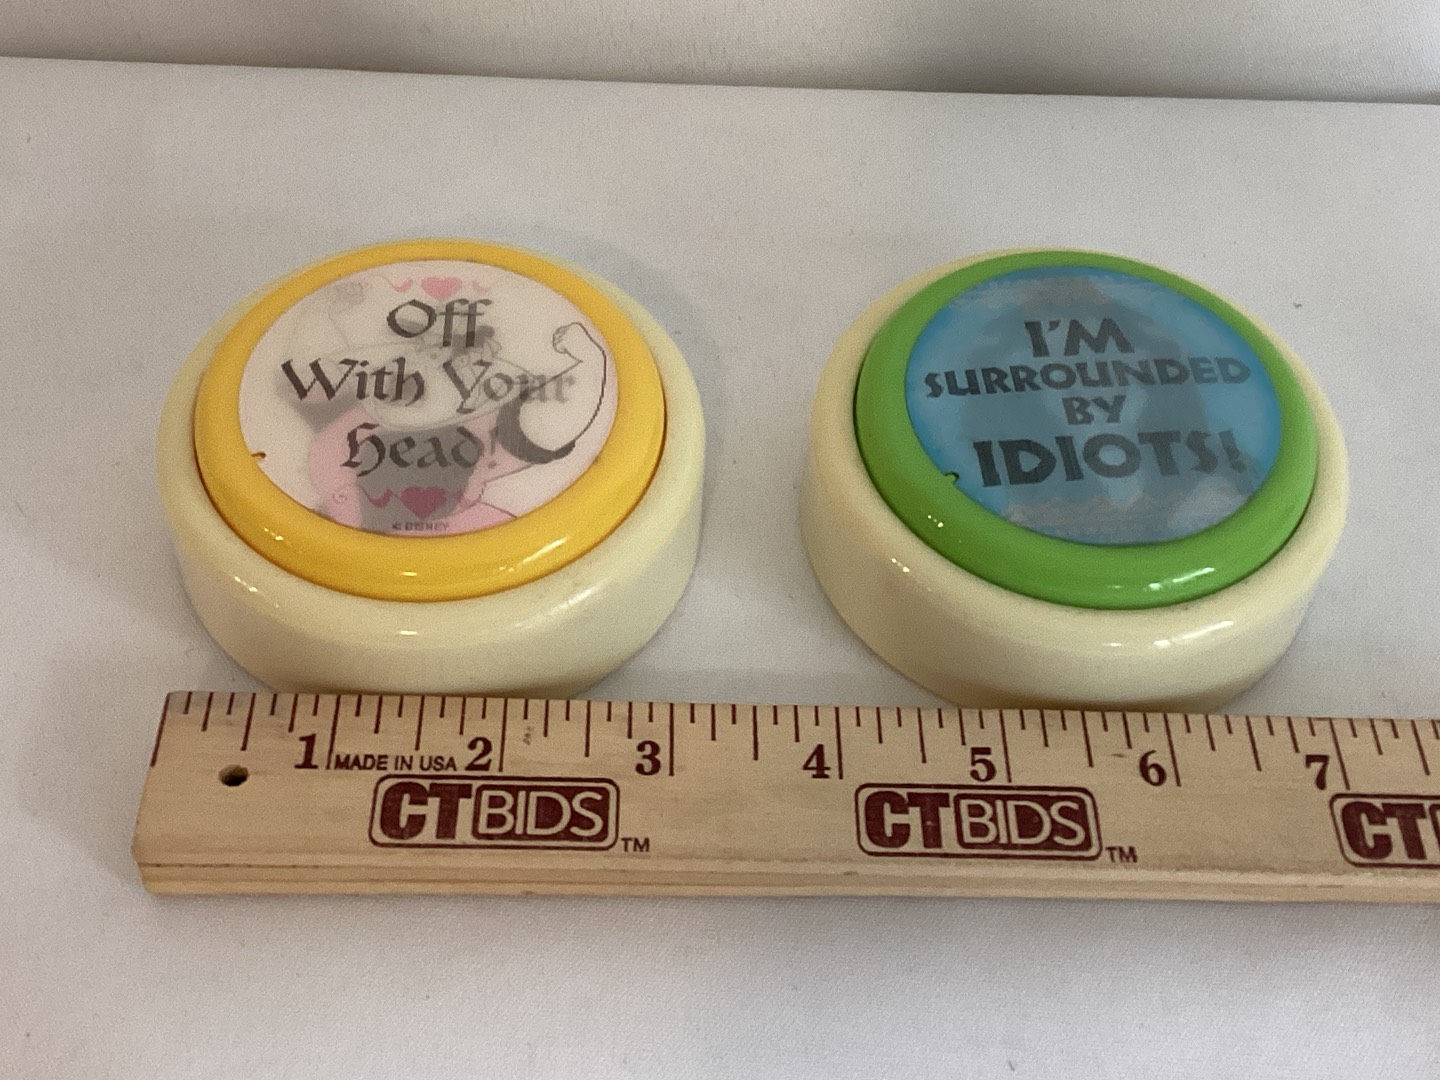 Off
With Your
Head!
© DISNEY
I'M
SURROUNDED
BY
IDIOTS!
1 MADE IN USA 2 3 4 5 6 7
CTBIDS TM CTBIDS TM CT